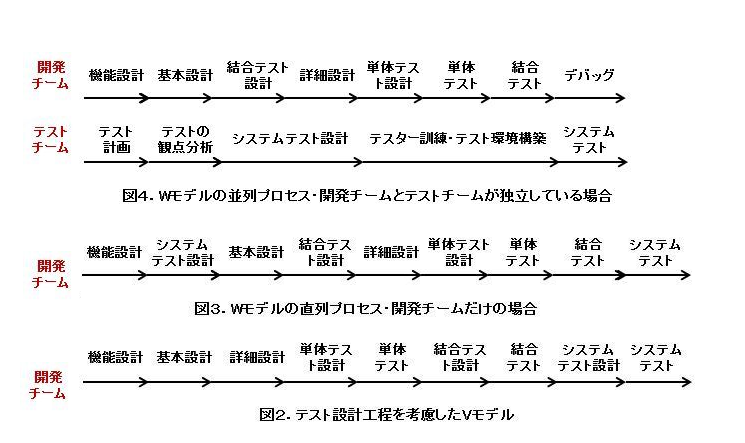 開発
チーム
機能設計
基本設計
結合テスト
設計
詳細設計
単体テス
ト設計
単体
テスト
結合
テスト
デバッグ
テスト
チーム
テスト
計画
テストの
観点分析
システムテスト設計
テスター訓練・テスト環境構築
システム
テスト
図4．Wモデルの並列プロセス・開発チームとテストチームが独立している場合
開発
チーム
機能設計
システム
テスト設計
基本設計
結合テス
ト設計
詳細設計
単体テスト
設計
単体
テスト
結合
テスト
システム
テスト
図3．Wモデルの直列プロセス・開発チームだけの場合
開発
チーム
機能設計
基本設計
詳細設計
単体テス
ト設計
単体
テスト
結合テス
ト設計
結合
テスト
システム
テスト設計
システム
テスト
図2．テスト設計工程を考慮したVモデル